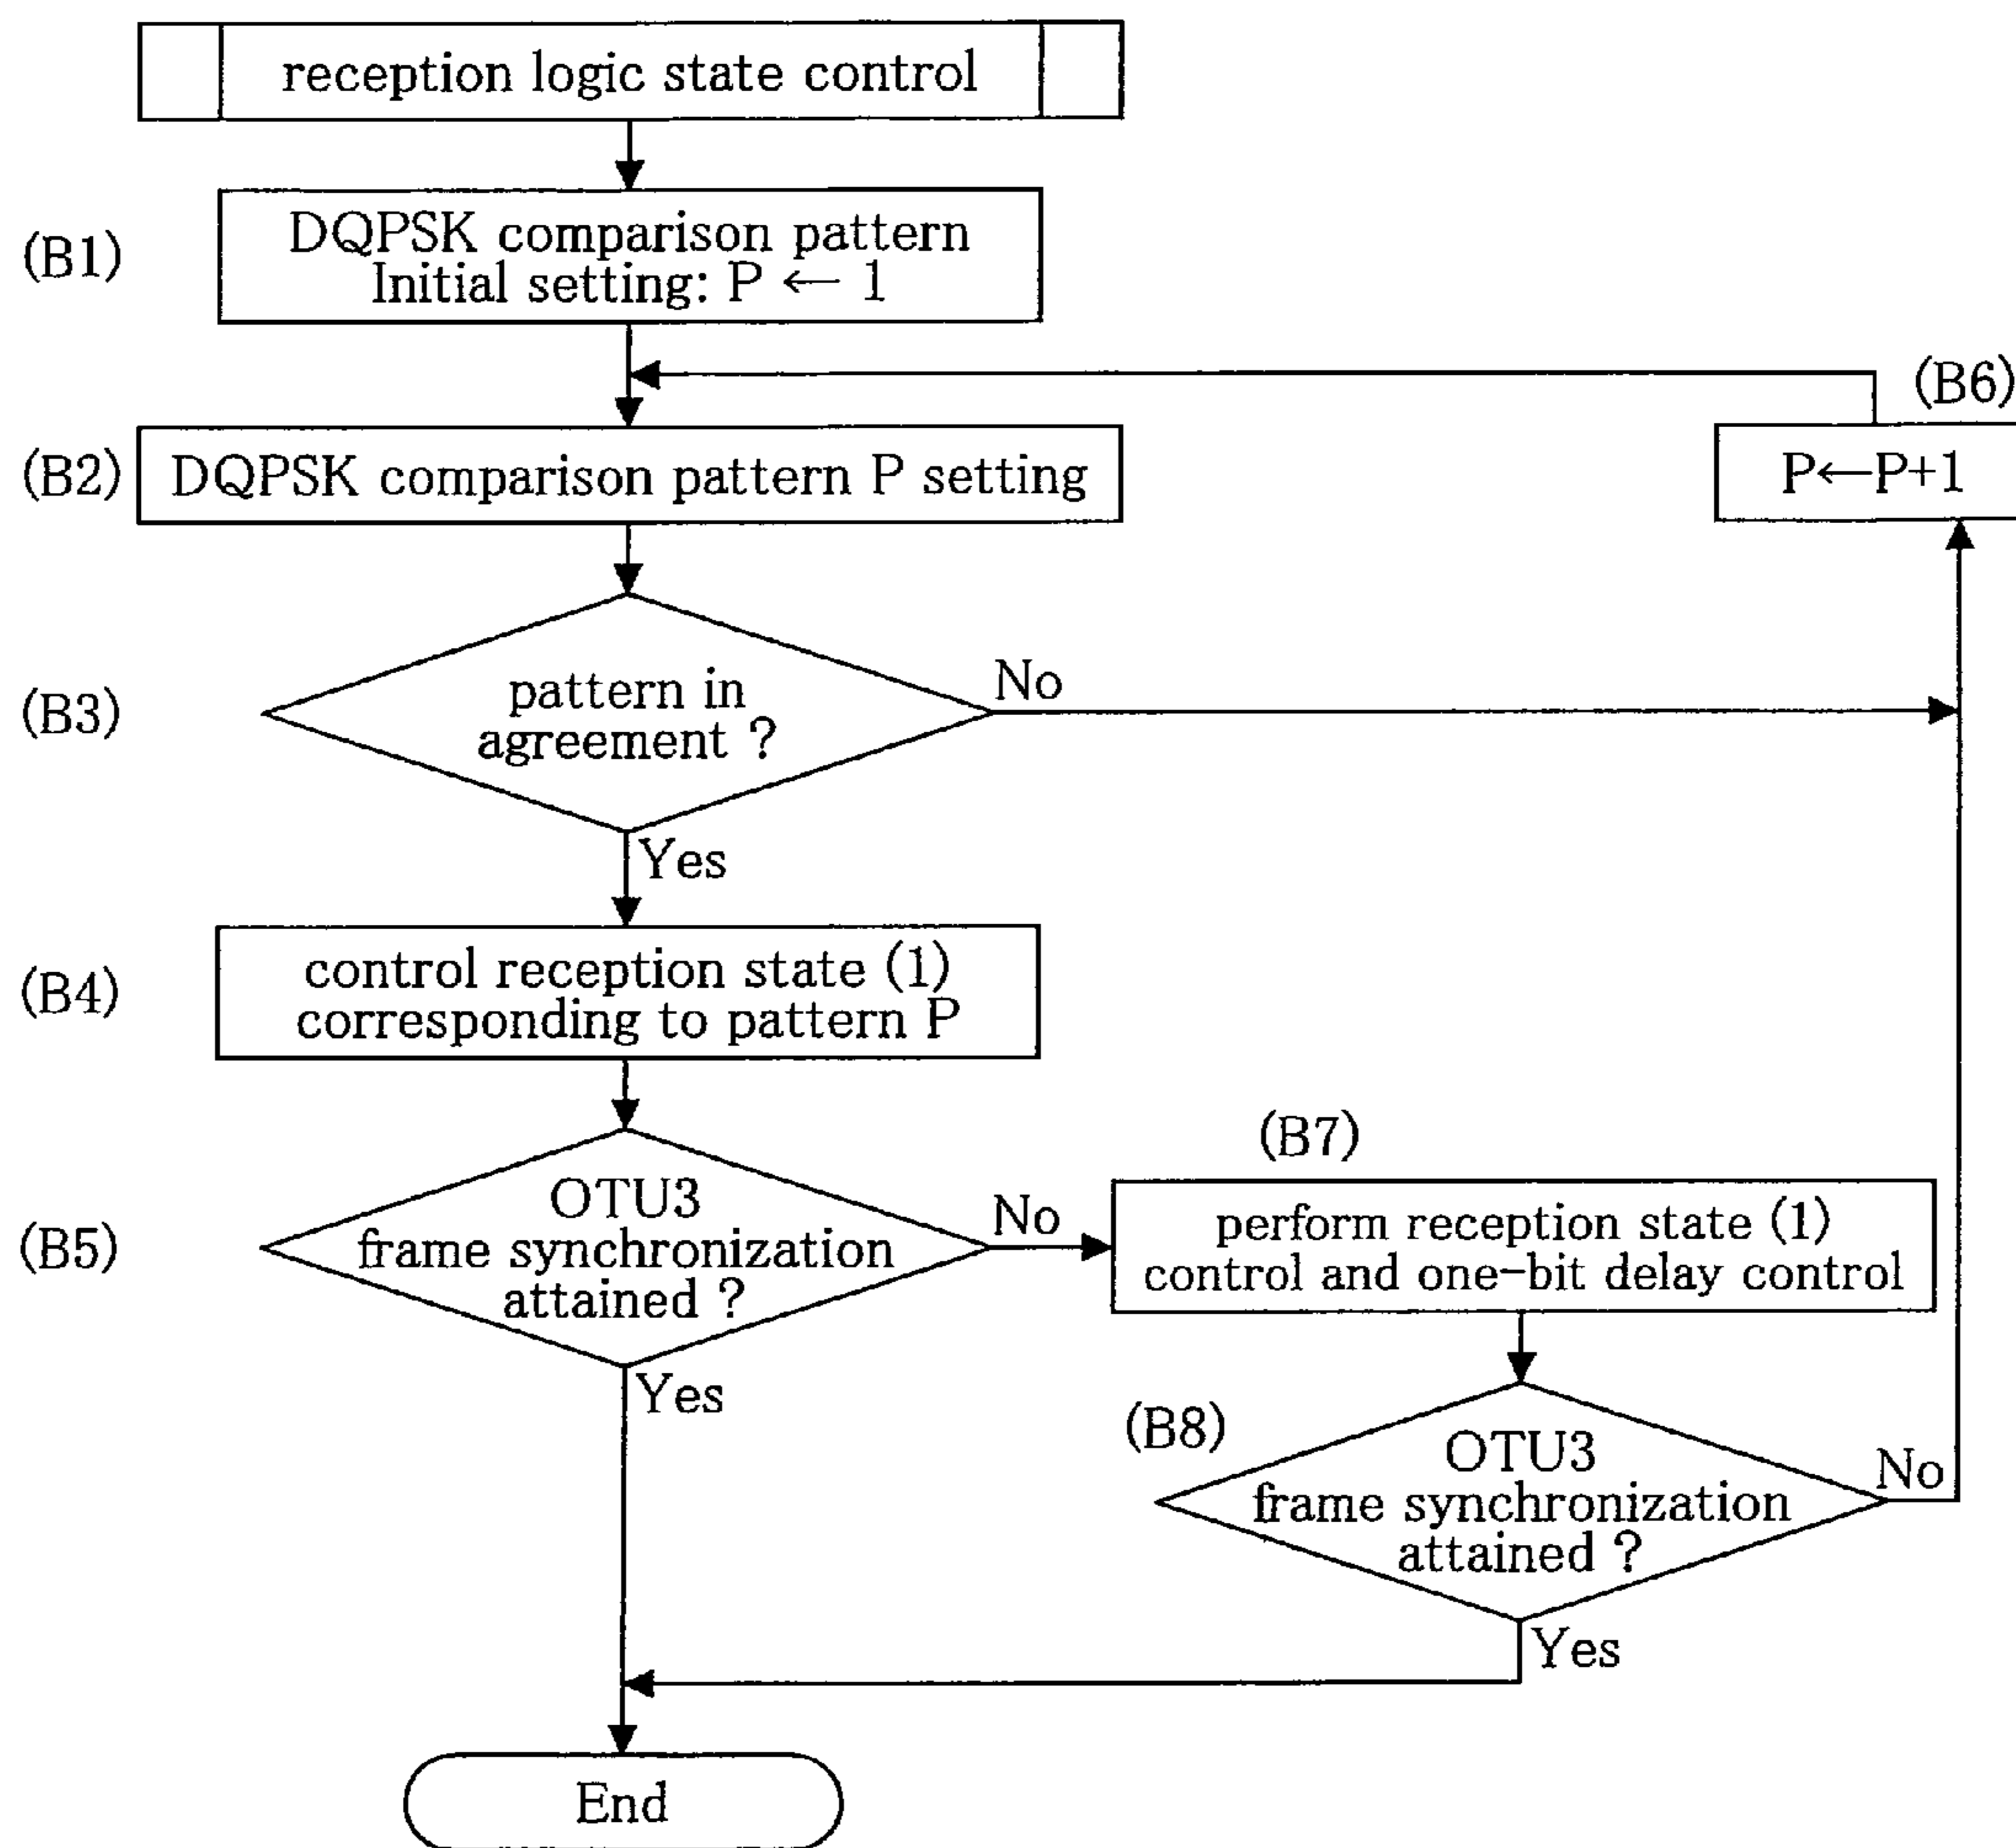 reception logic state control
(B1)
DQPSK comparison pattern
Initial setting: P ← 1
(B6)
P←P+1
(B2)
DQPSK comparison pattern P setting
(B3)
pattern in
agreement ?
No
Yes
(B4)
control reception state (1)
corresponding to pattern P
(B5)
OTU3
frame synchronization
attained ?
No
Yes
(B7)
perform reception state (1)
control and one-bit delay control
(B8)
OTU3
frame synchronization
attained ?
No
Yes
End